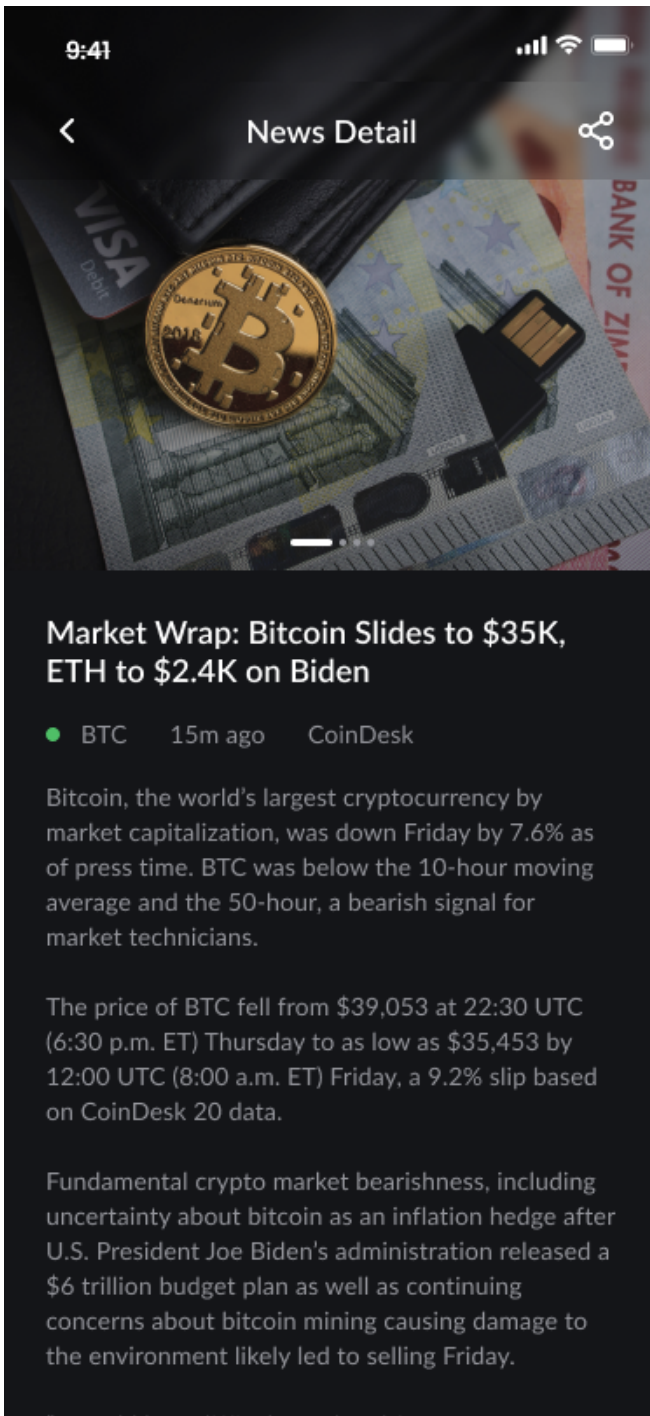 9:41
News Detail
VISA
Debit
BANK OF ZIM
Denarium
2018
Market Wrap: Bitcoin Slides to $35K,
ETH to $2.4K on Biden
BTC 15m ago CoinDesk
Bitcoin, the world’s largest cryptocurrency by
market capitalization, was down Friday by 7.6% as
of press time. BTC was below the 10-hour moving
average and the 50-hour, a bearish signal for
market technicians.
The price of BTC fell from $39,053 at 22:30 UTC
(6:30 p.m. ET) Thursday to as low as $35,453 by
12:00 UTC (8:00 a.m. ET) Friday, a 9.2% slip based
on CoinDesk 20 data.
Fundamental crypto market bearishness, including
uncertainty about bitcoin as an inflation hedge after
U.S. President Joe Biden’s administration released a
$6 trillion budget plan as well as continuing
concerns about bitcoin mining causing damage to
the environment likely led to selling Friday.